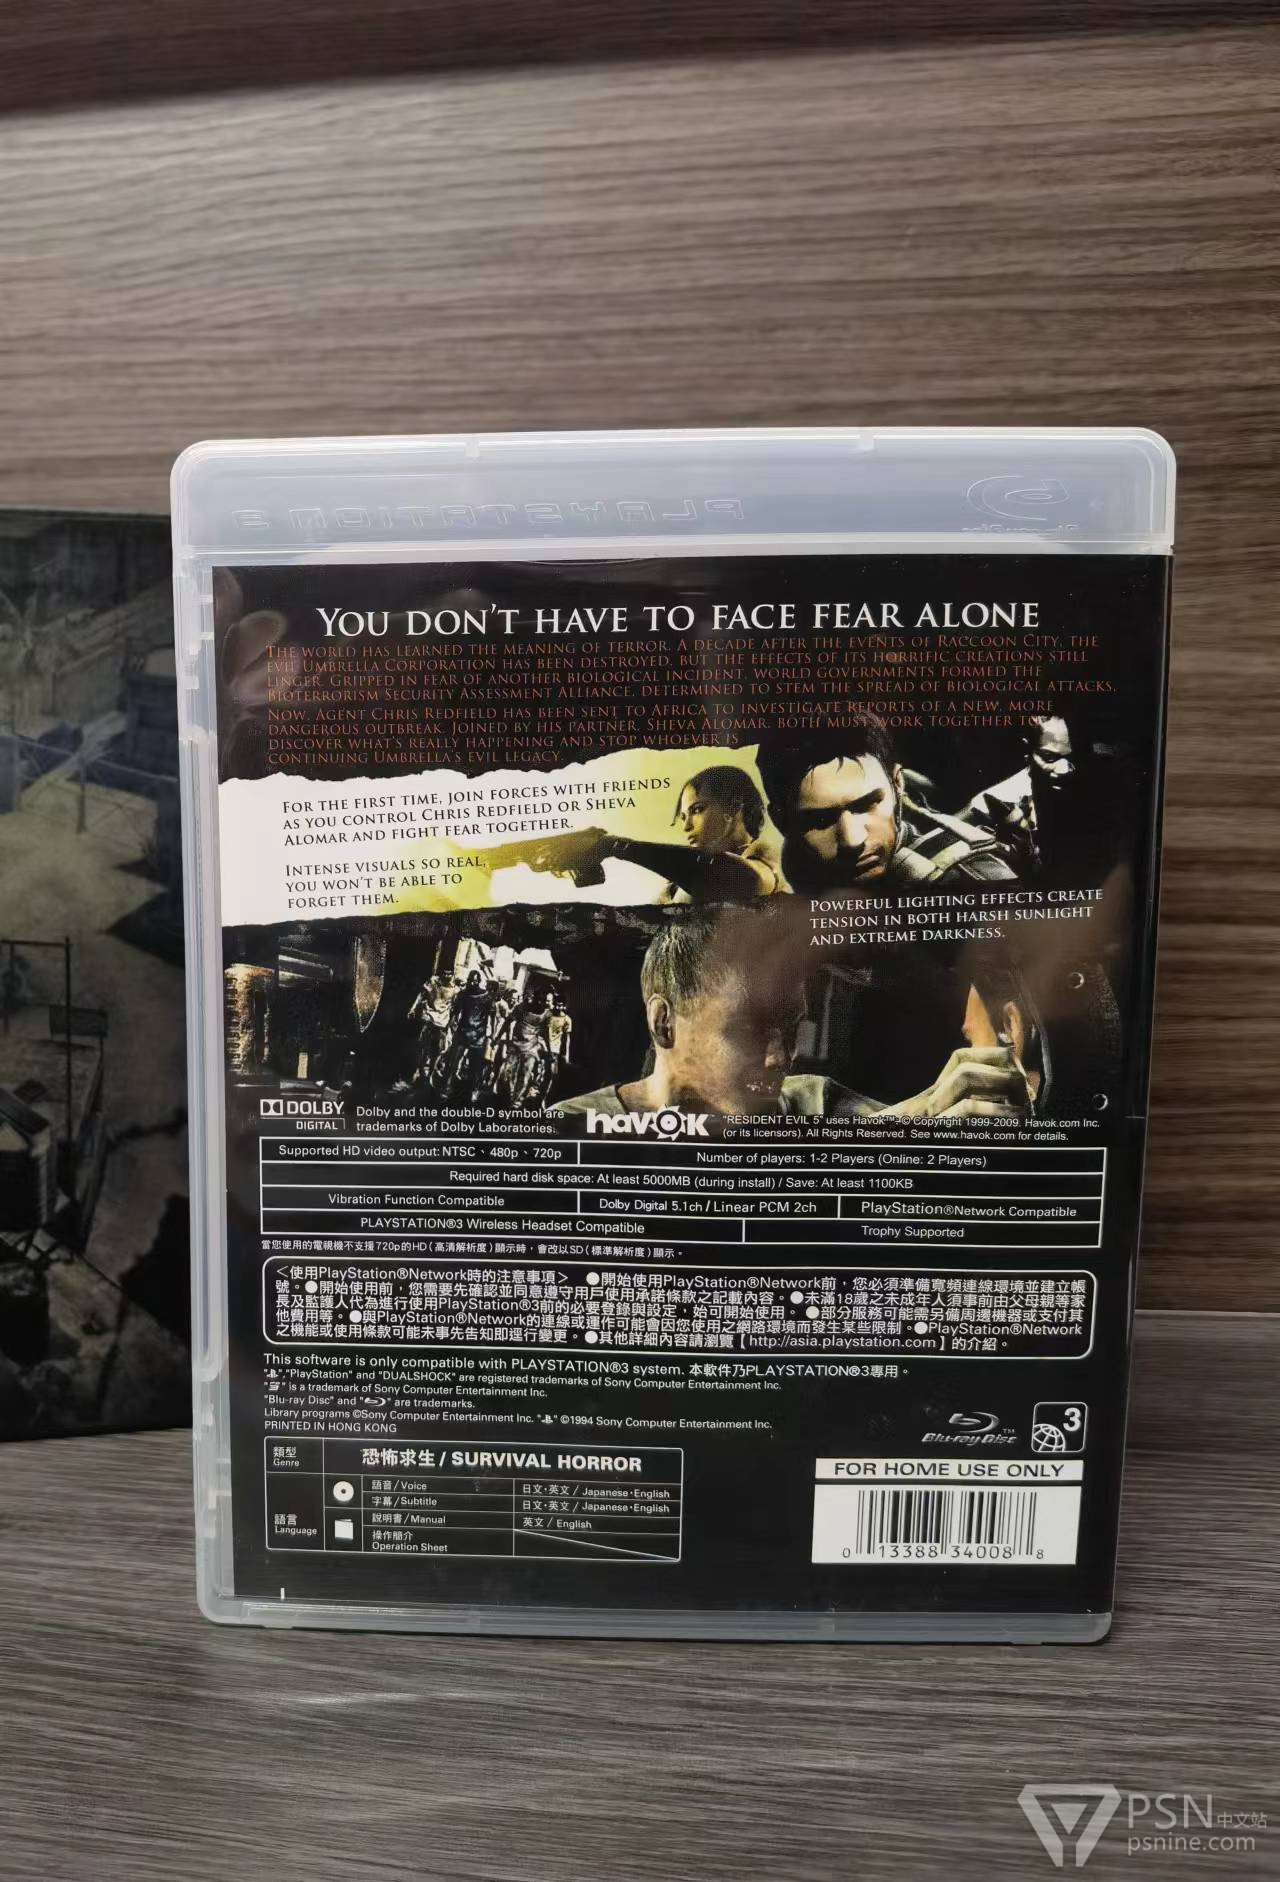 PLAYSTATION 3
YOU DON'T HAVE TO FACE FEAR ALONE
THE WORLD HAS LEARNED THE MEANING OF TERROR. A DECADE AFTER THE EVENTS OF RACCOON CITY, THE
EVIL UMBRELLA CORPORATION HAS BEEN DESTROYED, BUT THE EFFECTS OF ITS HORRIFIC CREATIONS STILL
LINGER. GRIPPED IN FEAR OF ANOTHER BIOLOGICAL INCIDENT, WORLD GOVERNMENTS FORMED THE
BIOTERRORISM SECURITY ASSESSMENT ALLIANCE, DETERMINED TO STEM THE SPREAD OF BIOLOGICAL ATTACKS.
NOW, AGENT CHRIS REDFIELD HAS BEEN SENT TO AFRICA TO INVESTIGATE REPORTS OF A NEW, MORE
DANGEROUS OUTBREAK. JOINED BY HIS PARTNER, SHEVA ALOMAR, BOTH MUST WORK TOGETHER TO
DISCOVER WHAT'S REALLY HAPPENING AND STOP WHOEVER IS
CONTINUING UMBRELLA'S EVIL LEGACY.
FOR THE FIRST TIME, JOIN FORCES WITH FRIENDS
AS YOU CONTROL CHRIS REDFIELD OR SHEVA
ALOMAR AND FIGHT FEAR TOGETHER.
INTENSE VISUALS SO REAL,
YOU WON'T BE ABLE TO
FORGET THEM.
POWERFUL LIGHTING EFFECTS CREATE
TENSION IN BOTH HARSH SUNLIGHT
AND EXTREME DARKNESS.
DOLBY
DIGITAL
Dolby and the double-D symbol are
trademarks of Dolby Laboratories.
havok
"RESIDENT EVIL 5" uses Havok™.© Copyright 1999-2009. Havok.com Inc.
(or its licensors). All Rights Reserved. See www.havok.com for details.
Supported HD video output: NTSC、480p、720p
Number of players: 1-2 Players (Online: 2 Players)
Required hard disk space: At least 5000MB (during install) / Save: At least 1100KB
Vibration Function Compatible
Dolby Digital 5.1ch / Linear PCM 2ch
PlayStation®Network Compatible
PLAYSTATION®3 Wireless Headset Compatible
Trophy Supported
當您使用的電視機不支援720p的HD(高清解析度)顯示時，會改以SD(標準解析度)顯示。
＜使用PlayStation®Network時的注意事項＞ ●開始使用PlayStation®Network前，您必須準備寬頻連線環境並建立帳
號。●開始使用前，您需要先確認並同意遵守用戶使用承諾條款之記載內容。●未滿18歲之未成年人須事前由父母親等家
長及監護人代為進行使用PlayStation®3前的必要登錄與設定，始可開始使用。●部分服務可能需另備周邊機器或支付其
他費用等。●與PlayStation®Network的連線或運作可能會因您使用之網路環境而發生某些限制。●PlayStation®Network
之機能或使用條款可能未事先告知即逕行變更。●其他詳細內容請瀏覽【http://asia.playstation.com】的介紹。
This software is only compatible with PLAYSTATION®3 system. 本軟件乃PLAYSTATION®3專用。
" ","PlayStation" and "DUALSHOCK" are registered trademarks of Sony Computer Entertainment Inc.
" " is a trademark of Sony Computer Entertainment Inc.
"Blu-ray Disc" and " " are trademarks.
Library programs ©Sony Computer Entertainment Inc. " " ©1994 Sony Computer Entertainment Inc.
PRINTED IN HONG KONG
Blu-ray Disc™
3
類型
Genre
恐怖求生 / SURVIVAL HORROR
語言
Language
語音/Voice
日文・英文 / Japanese・English
字幕/Subtitle
日文・英文 / Japanese・English
說明書/Manual
英文 / English
操作簡介
Operation Sheet
FOR HOME USE ONLY
0 13388 34008 8
PSN中文站
psnine.com